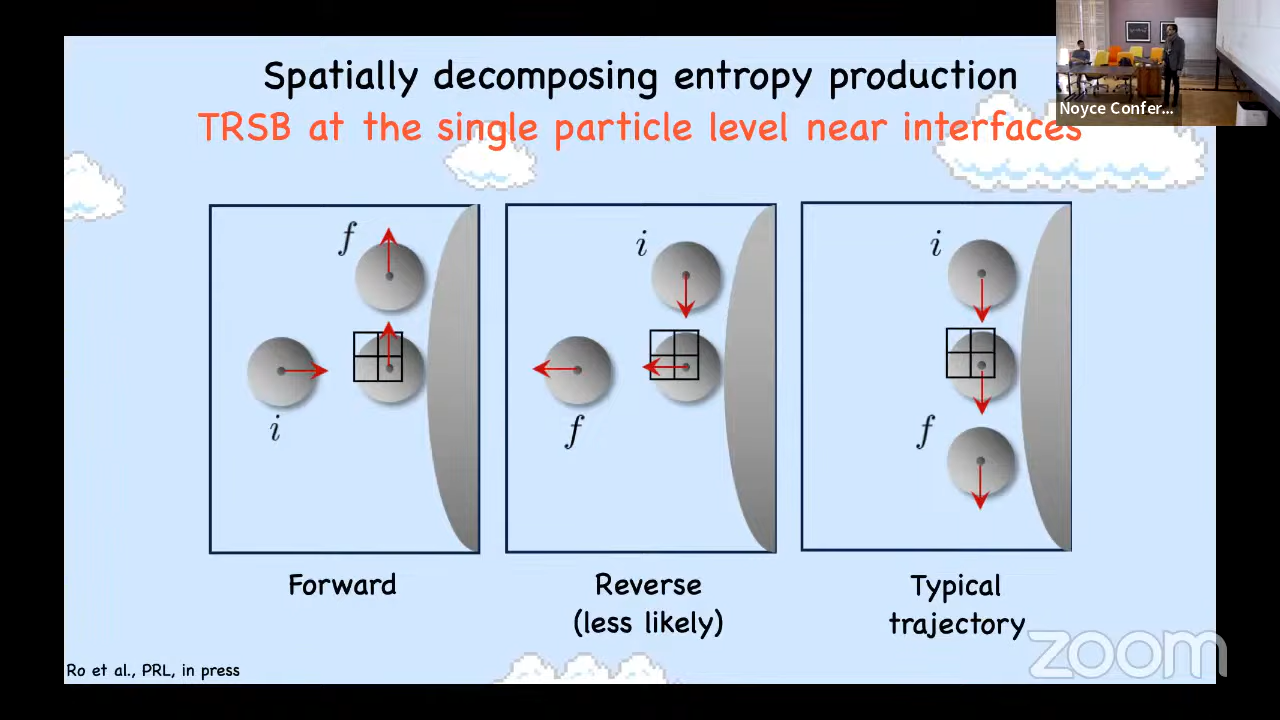 Spatially decomposing entropy production
TRSB at the single particle level near interfaces
Noyce Confer...
f
i
i
f
i
f
Forward
Reverse
(less likely)
Typical
trajectory
Ro et al., PRL, in press
zoom